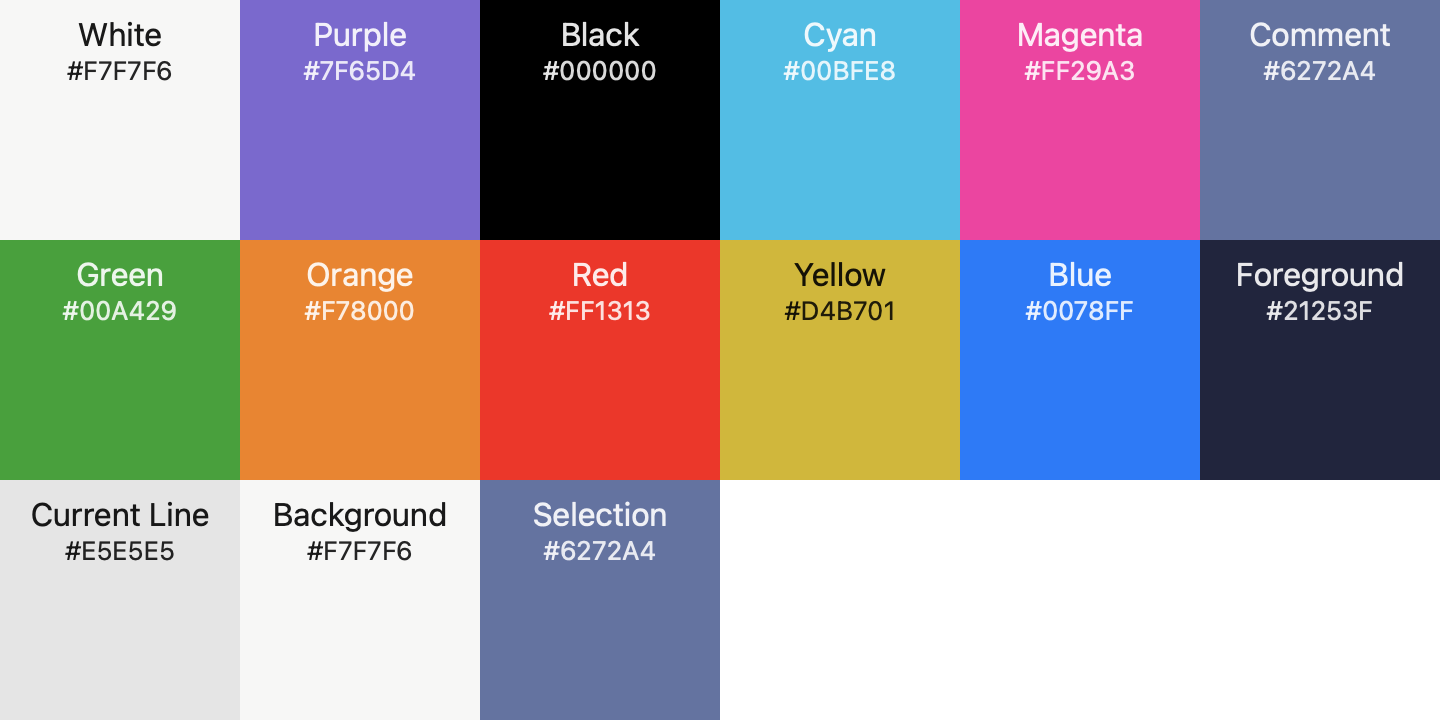 White
#F7F7F6
Purple
#7F65D4
Black
#000000
Cyan
#00BFE8
Magenta
#FF29A3
Comment
#6272A4
Green
#00A429
Orange
#F78000
Red
#FF1313
Yellow
#D4B701
Blue
#0078FF
Foreground
#21253F
Current Line
#E5E5E5
Background
#F7F7F6
Selection
#6272A4